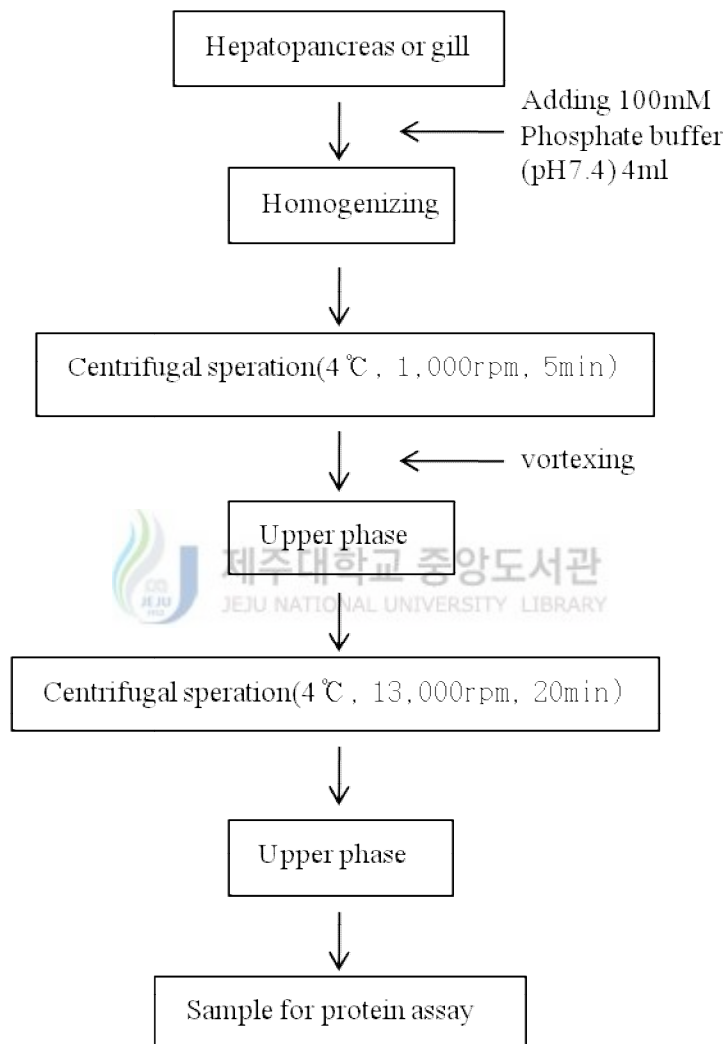 Hepatopancreas or gill
Adding 100mM
Phosphate buffer
(pH7.4) 4ml
Homogenizing
Centrifugal speration(4℃, 1,000rpm, 5min)
vortexing
Upper phase
제주대학교 중앙도서관
JEJU NATIONAL UNIVERSITY LIBRARY
JEJU
1952
Centrifugal speration(4℃, 13,000rpm, 20min)
Upper phase
Sample for protein assay